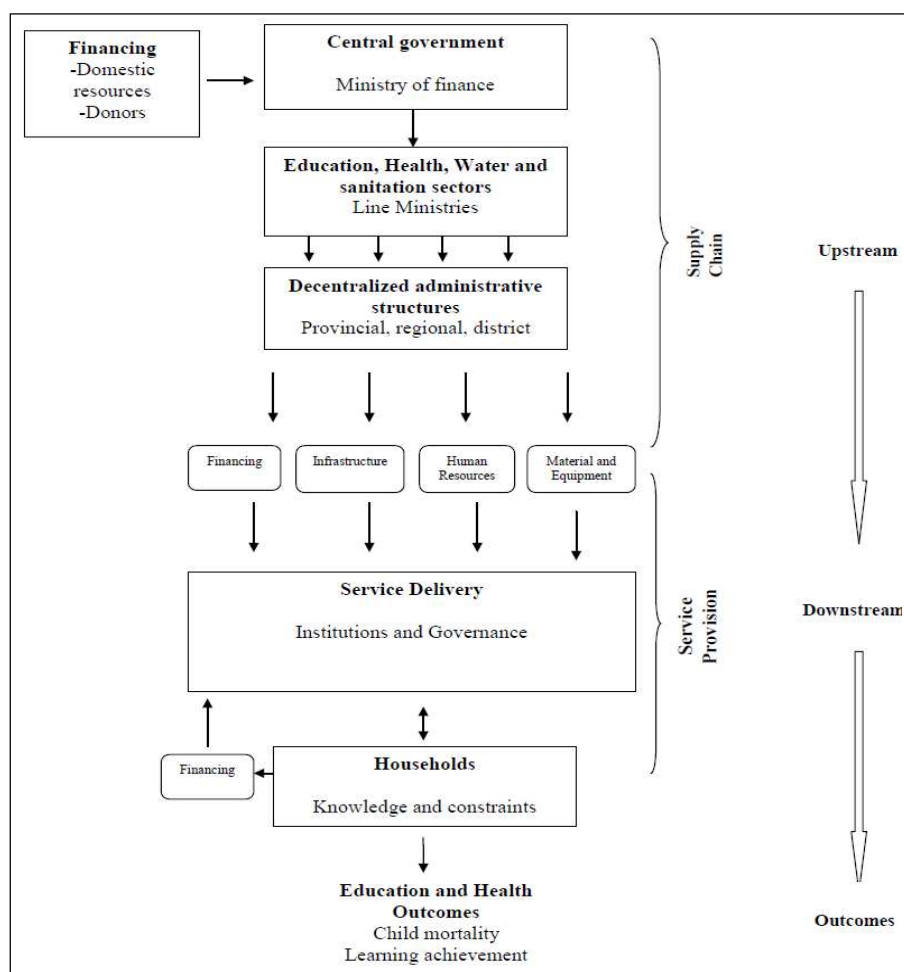 Financing
-Domestic
resources
-Donors
Central government
Ministry of finance
Education, Health, Water and
sanitation sectors
Line Ministries
Decentralized administrative
structures
Provincial, regional, district
Supply
Chain
Upstream
Financing
Infrastructure
Human
Resources
Material and
Equipment
Service Delivery
Institutions and Governance
Service
Provision
Downstream
Financing
Households
Knowledge and constraints
Education and Health
Outcomes
Child mortality
Learning achievement
Outcomes